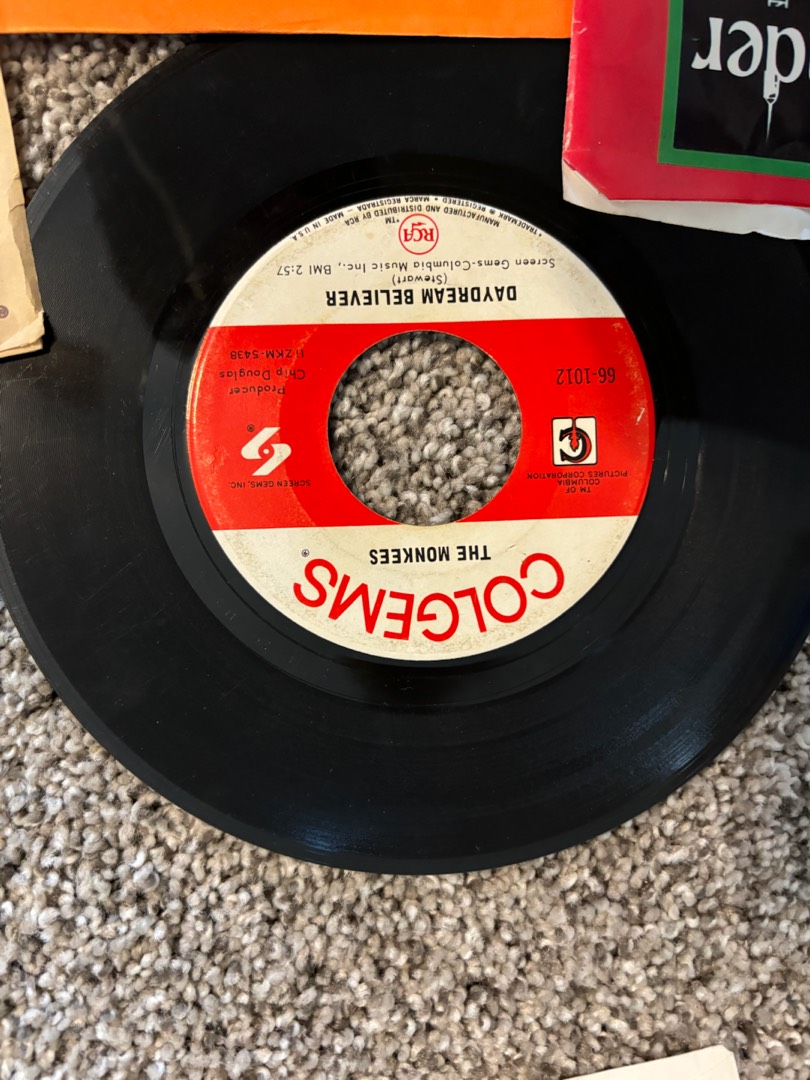 COLGEMS®
THE MONKEES
TM OF
COLUMBIA
PICTURES CORPORATION
SCREEN GEMS, INC.
®
66-1012
Producer
Chip Douglas
UZKM-5438
DAYDREAM BELIEVER
(Stewart)
Screen Gems-Columbia Music Inc., BMI 2:57
RCA
"TM
MANUFACTURED AND DISTRIBUTED BY RCA — MADE IN U.S.A.
* TRADEMARK ® REGISTERED • MARCA REGISTRADA